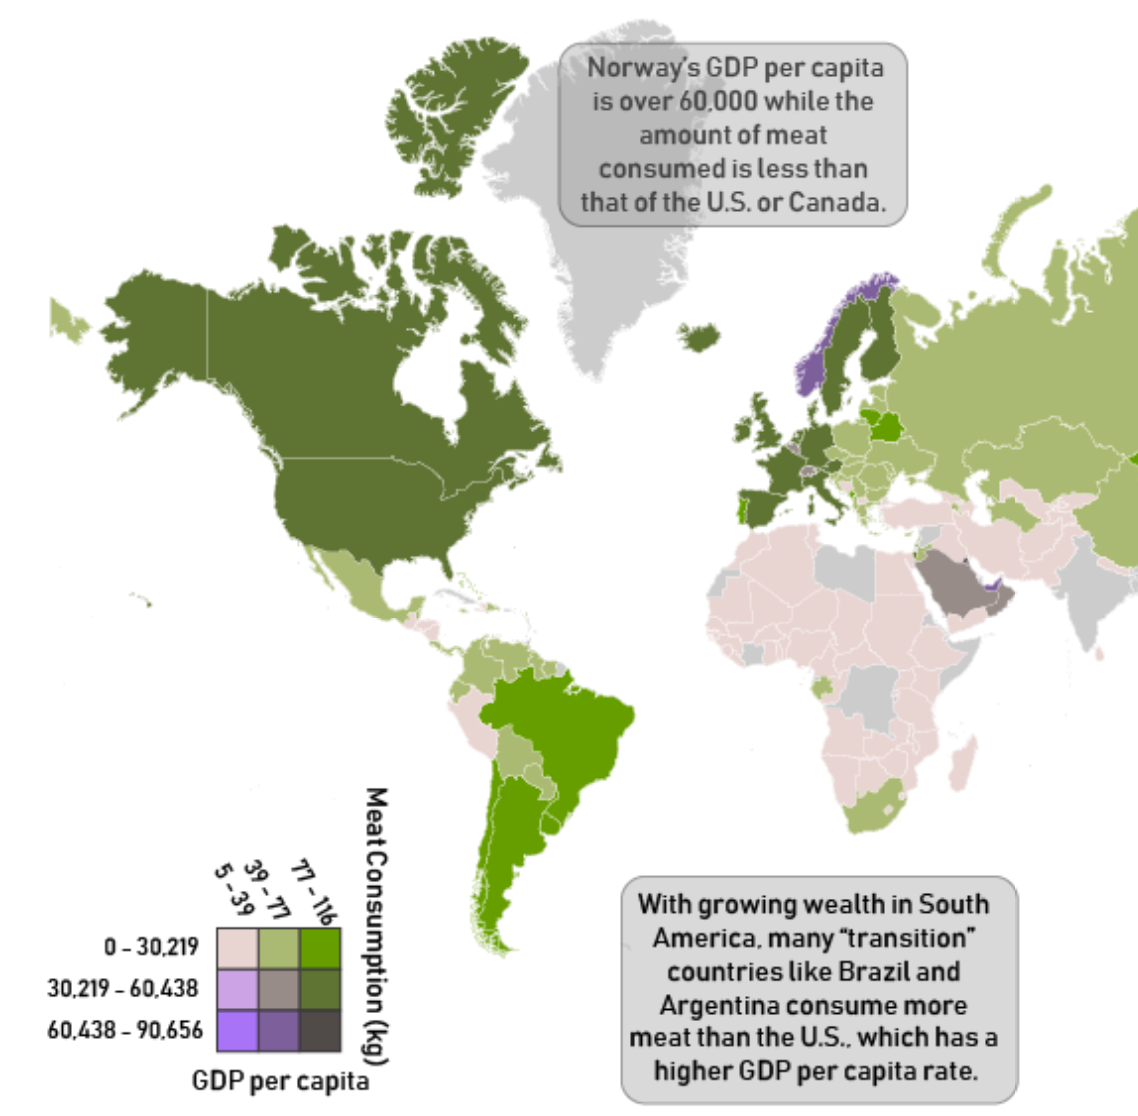 Norway's GDP per capita
is over 60,000 while the
amount of meat
consumed is less than
that of the U.S. or Canada.
Meat Consumption (kg)
5 - 39
39 - 77
77 - 116
0 - 30,219
30,219 - 60,438
60,438 - 90,656
GDP per capita
With growing wealth in South
America, many “transition”
countries like Brazil and
Argentina consume more
meat than the U.S., which has a
higher GDP per capita rate.